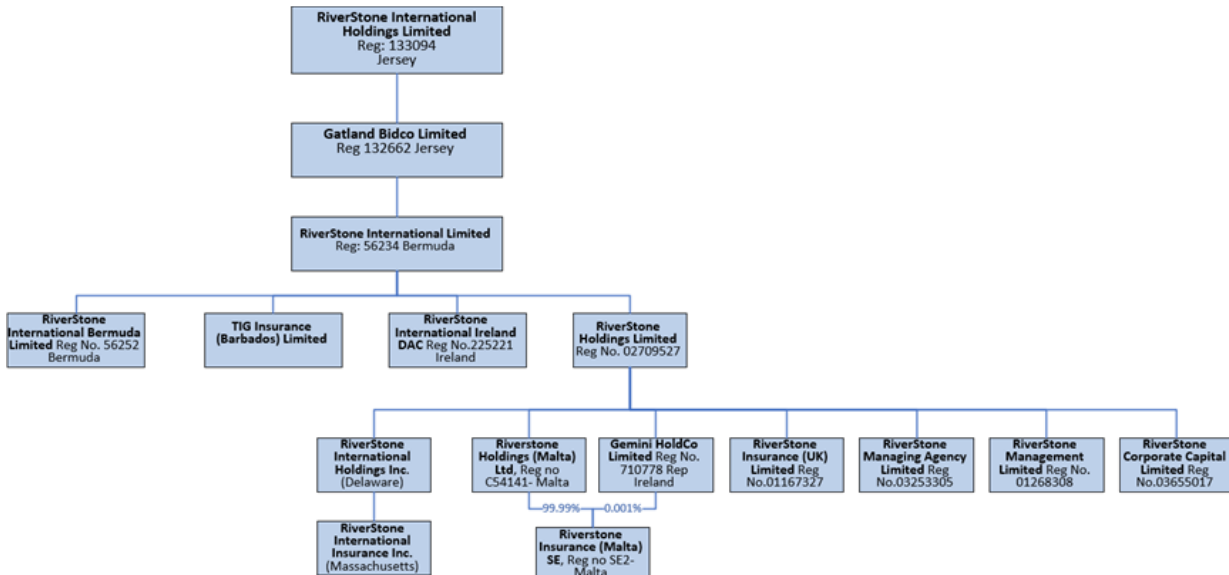 RiverStone International
Holdings Limited
Reg: 133094
Jersey
Gatland Bidco Limited
Reg 132662 Jersey
RiverStone International Limited
Reg: 56234 Bermuda
RiverStone
International Bermuda
Limited Reg No. 56252
Bermuda
TIG Insurance
(Barbados) Limited
RiverStone
International Ireland
DAC Reg No.225221
Ireland
RiverStone
Holdings Limited
Reg No. 02709527
RiverStone
International
Holdings Inc.
(Delaware)
Riverstone
Holdings (Malta)
Ltd, Reg no
C54141- Malta
Gemini HoldCo
Limited Reg No.
710778 Rep
Ireland
RiverStone
Insurance (UK)
Limited Reg
No.01167327
RiverStone
Managing Agency
Limited Reg
No.03253305
RiverStone
Management
Limited Reg No.
01268308
RiverStone
Corporate Capital
Limited Reg
No.03655017
99.99%
0.001%
RiverStone
International
Insurance Inc.
(Massachusetts)
Riverstone
Insurance (Malta)
SE, Reg no SE2-
Malta